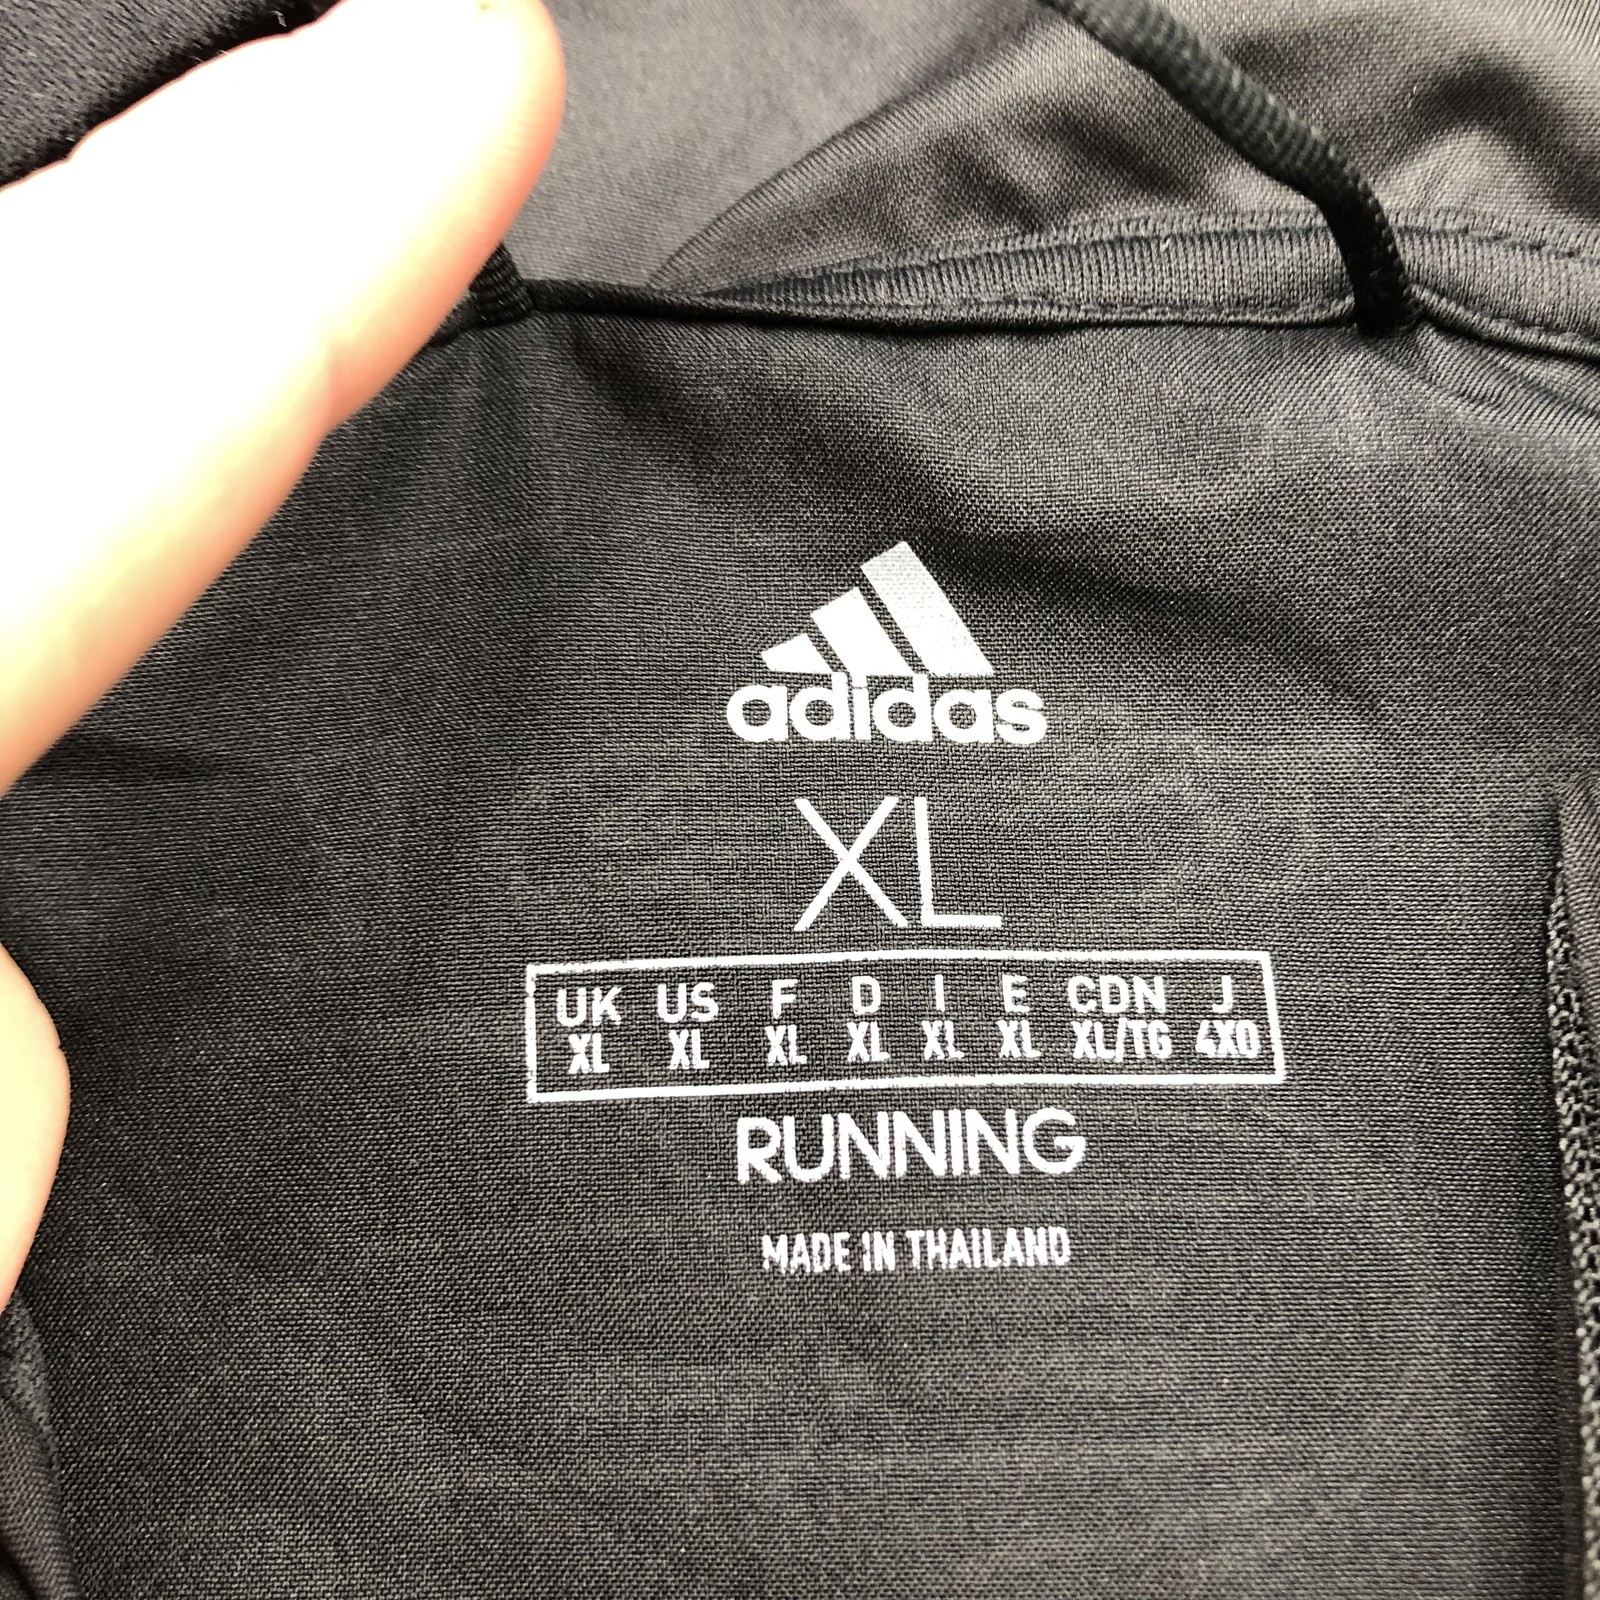 adidas
XL
UK US F D I E CDN J
XL XL XL XL XL XL XL/TG 4XO
RUNNING
MADE IN THAILAND